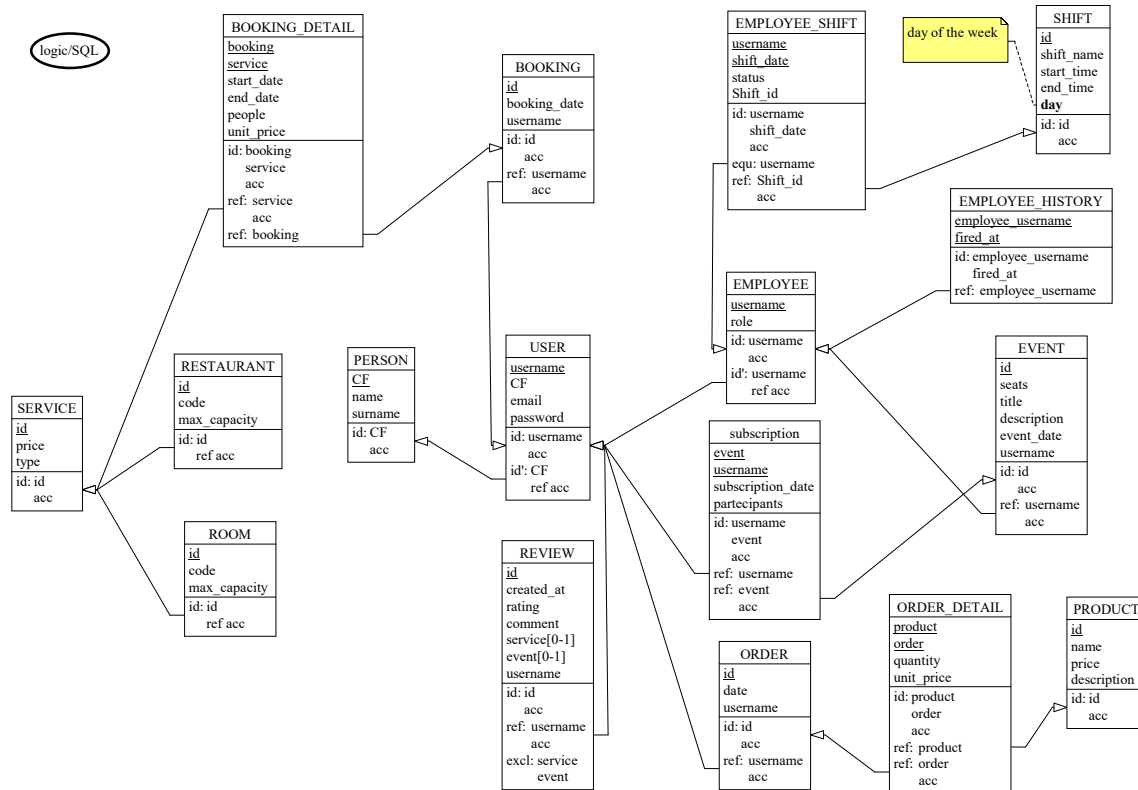 logic/SQL
BOOKING_DETAIL
booking
service
start_date
end_date
people
unit_price
id: booking
service
acc
ref: service
acc
ref: booking
BOOKING
id
booking_date
username
id: id
acc
ref: username
acc
EMPLOYEE_SHIFT
username
shift_date
status
Shift_id
id: username
shift_date
acc
equ: username
ref: Shift_id
acc
day of the week
SHIFT
id
shift_name
start_time
end_time
day
id: id
acc
EMPLOYEE_HISTORY
employee_username
fired_at
id: employee_username
fired_at
ref: employee_username
EMPLOYEE
username
role
id: username
acc
id': username
ref acc
SERVICE
id
price
type
id: id
acc
RESTAURANT
id
code
max_capacity
id: id
ref acc
PERSON
CF
name
surname
id: CF
acc
USER
username
CF
email
password
id: username
acc
id': CF
ref acc
EVENT
id
seats
title
description
event_date
username
id: id
acc
ref: username
acc
subscription
event
username
subscription_date
partecipants
id: username
event
acc
ref: username
ref: event
acc
ROOM
id
code
max_capacity
id: id
ref acc
REVIEW
id
created_at
rating
comment
service[0-1]
event[0-1]
username
id: id
acc
ref: username
acc
excl: service
event
ORDER
id
date
username
id: id
acc
ref: username
acc
ORDER_DETAIL
product
order
quantity
unit_price
id: product
order
acc
ref: product
ref: order
acc
PRODUCT
id
name
price
description
id: id
acc